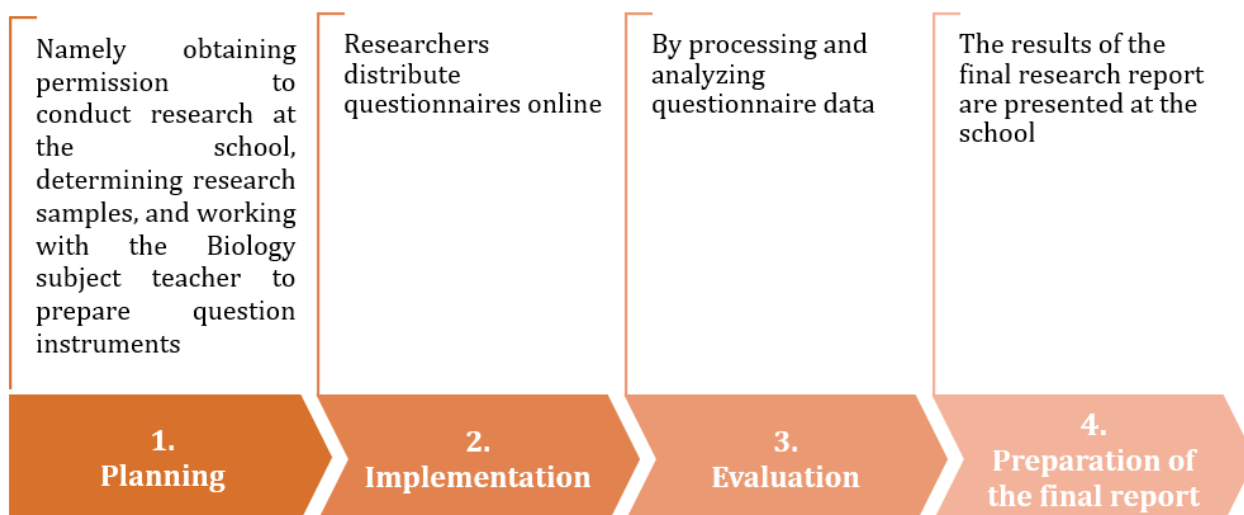 Namely obtaining
permission to
conduct research at
the school,
determining research
samples, and working
with the Biology
subject teacher to
prepare question
instruments
1.
Planning
Researchers
distribute
questionnaires online
2.
Implementation
By processing and
analyzing
questionnaire data
3.
Evaluation
The results of the
final research report
are presented at the
school
4.
Preparation of
the final report